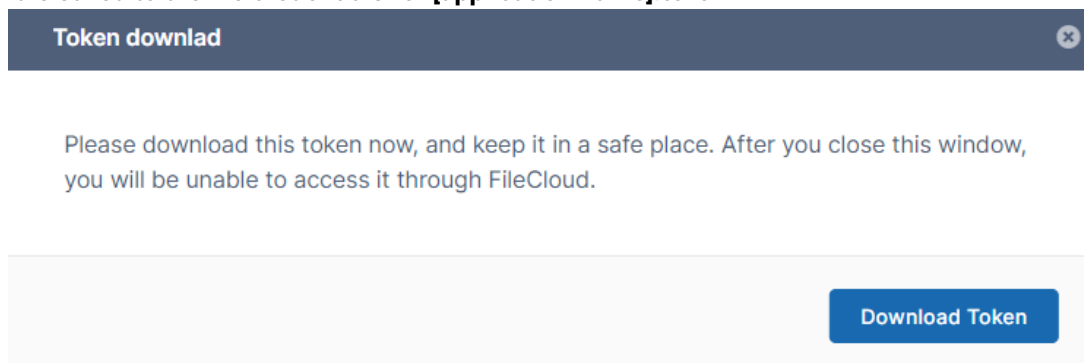 Token downlad
Please download this token now, and keep it in a safe place. After you close this window,
you will be unable to access it through FileCloud.
Download Token